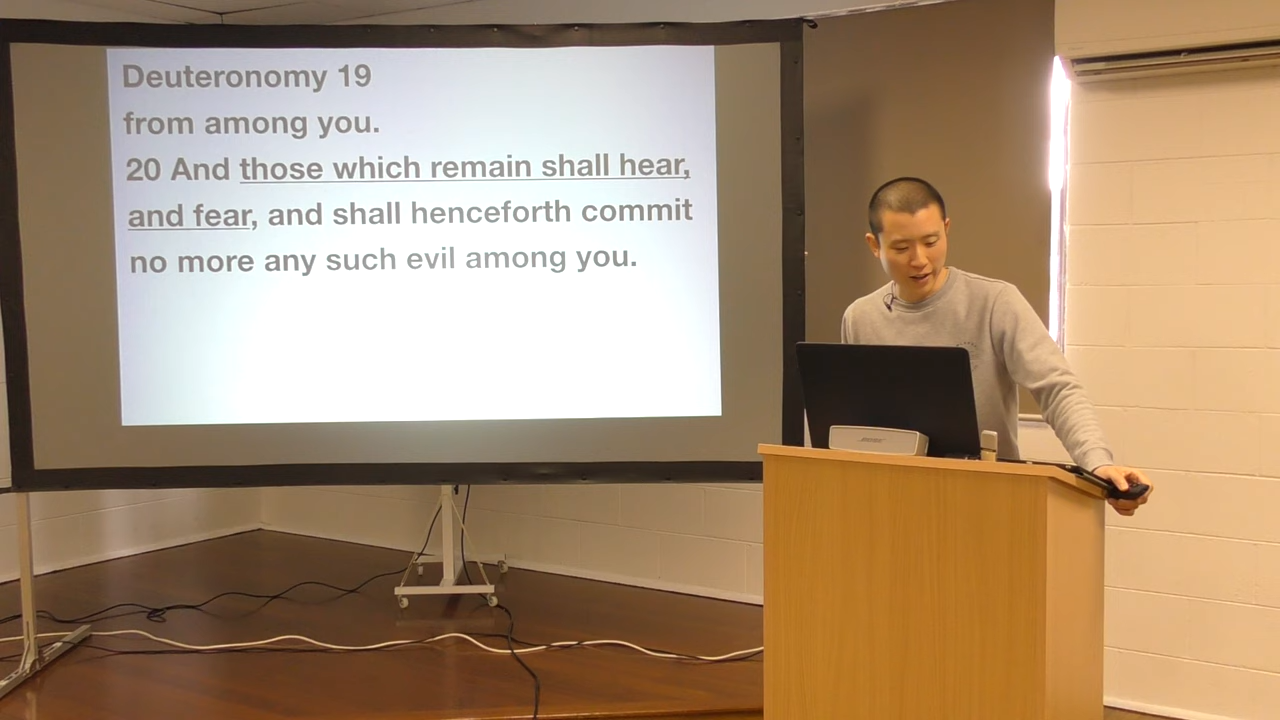 Deuteronomy 19
from among you.
20 And those which remain shall hear,
and fear, and shall henceforth commit
no more any such evil among you.
BOSE